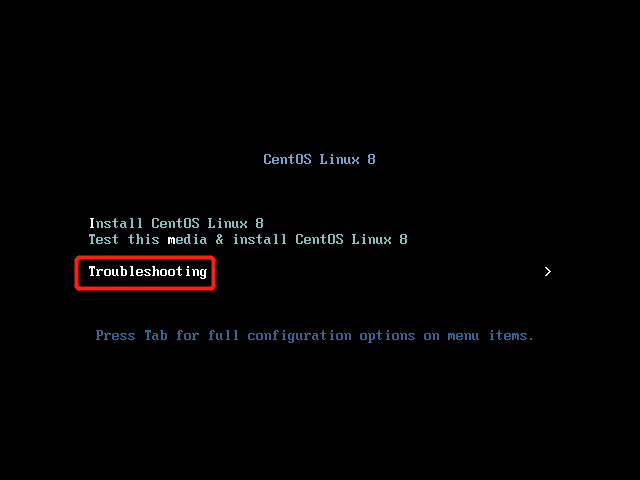 CentOS Linux 8
Install CentOS Linux 8
Test this media & install CentOS Linux 8
Troubleshooting >
Press Tab for full configuration options on menu items.